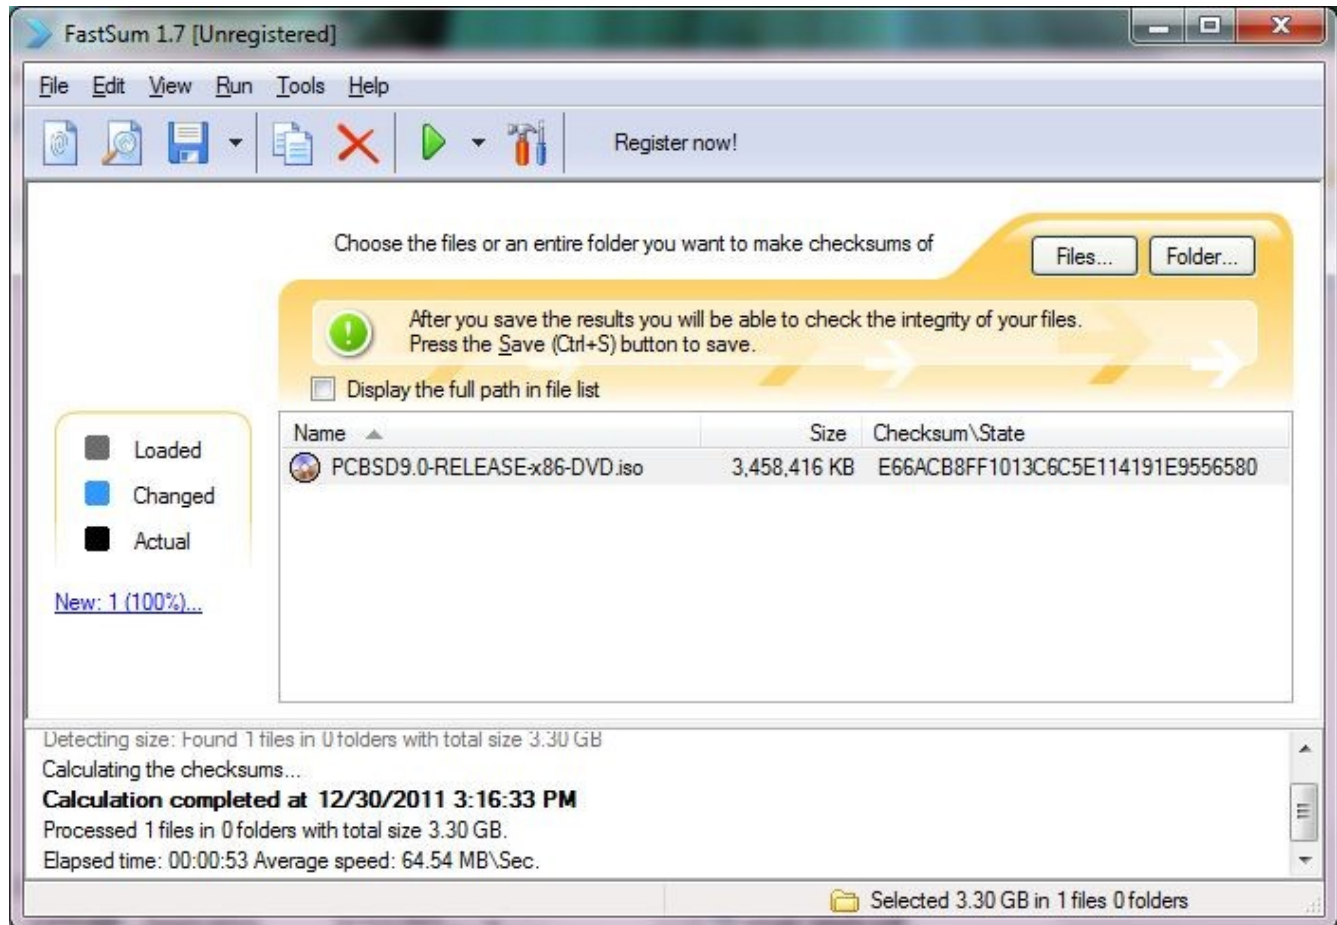 FastSum 1.7 [Unregistered]
File Edit View Run Tools Help
Register now!
Choose the files or an entire folder you want to make checksums of
Files... Folder...
After you save the results you will be able to check the integrity of your files.
Press the Save (Ctrl+S) button to save.
Display the full path in file list
Loaded
Changed
Actual
New: 1 (100%)...
Name Size Checksum\State
PCBSD9.0-RELEASE-x86-DVD.iso 3,458,416 KB E66ACB8FF1013C6C5E114191E9556580
Detecting size: Found 1 files in 0 folders with total size 3.30 GB
Calculating the checksums...
Calculation completed at 12/30/2011 3:16:33 PM
Processed 1 files in 0 folders with total size 3.30 GB.
Elapsed time: 00:00:53 Average speed: 64.54 MB\Sec.
Selected 3.30 GB in 1 files 0 folders